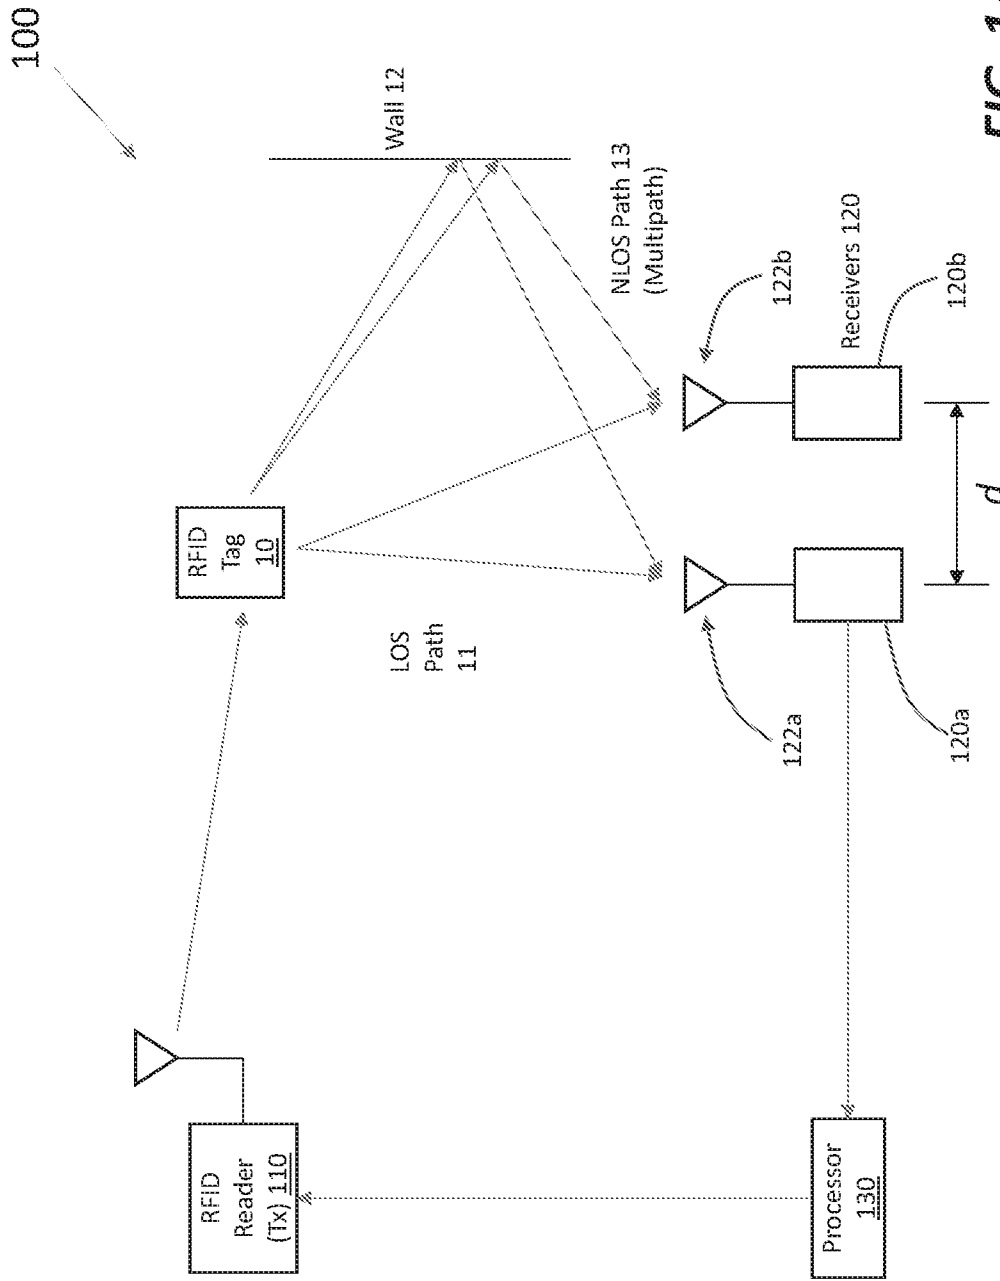 100
RFID
Reader
(Tx) 110
RFID
Tag
10
Wall 12
LOS
Path
11
NLOS Path 13
(Multipath)
122a
122b
Receivers 120
120a
120b
d
Processor
130
FIG.